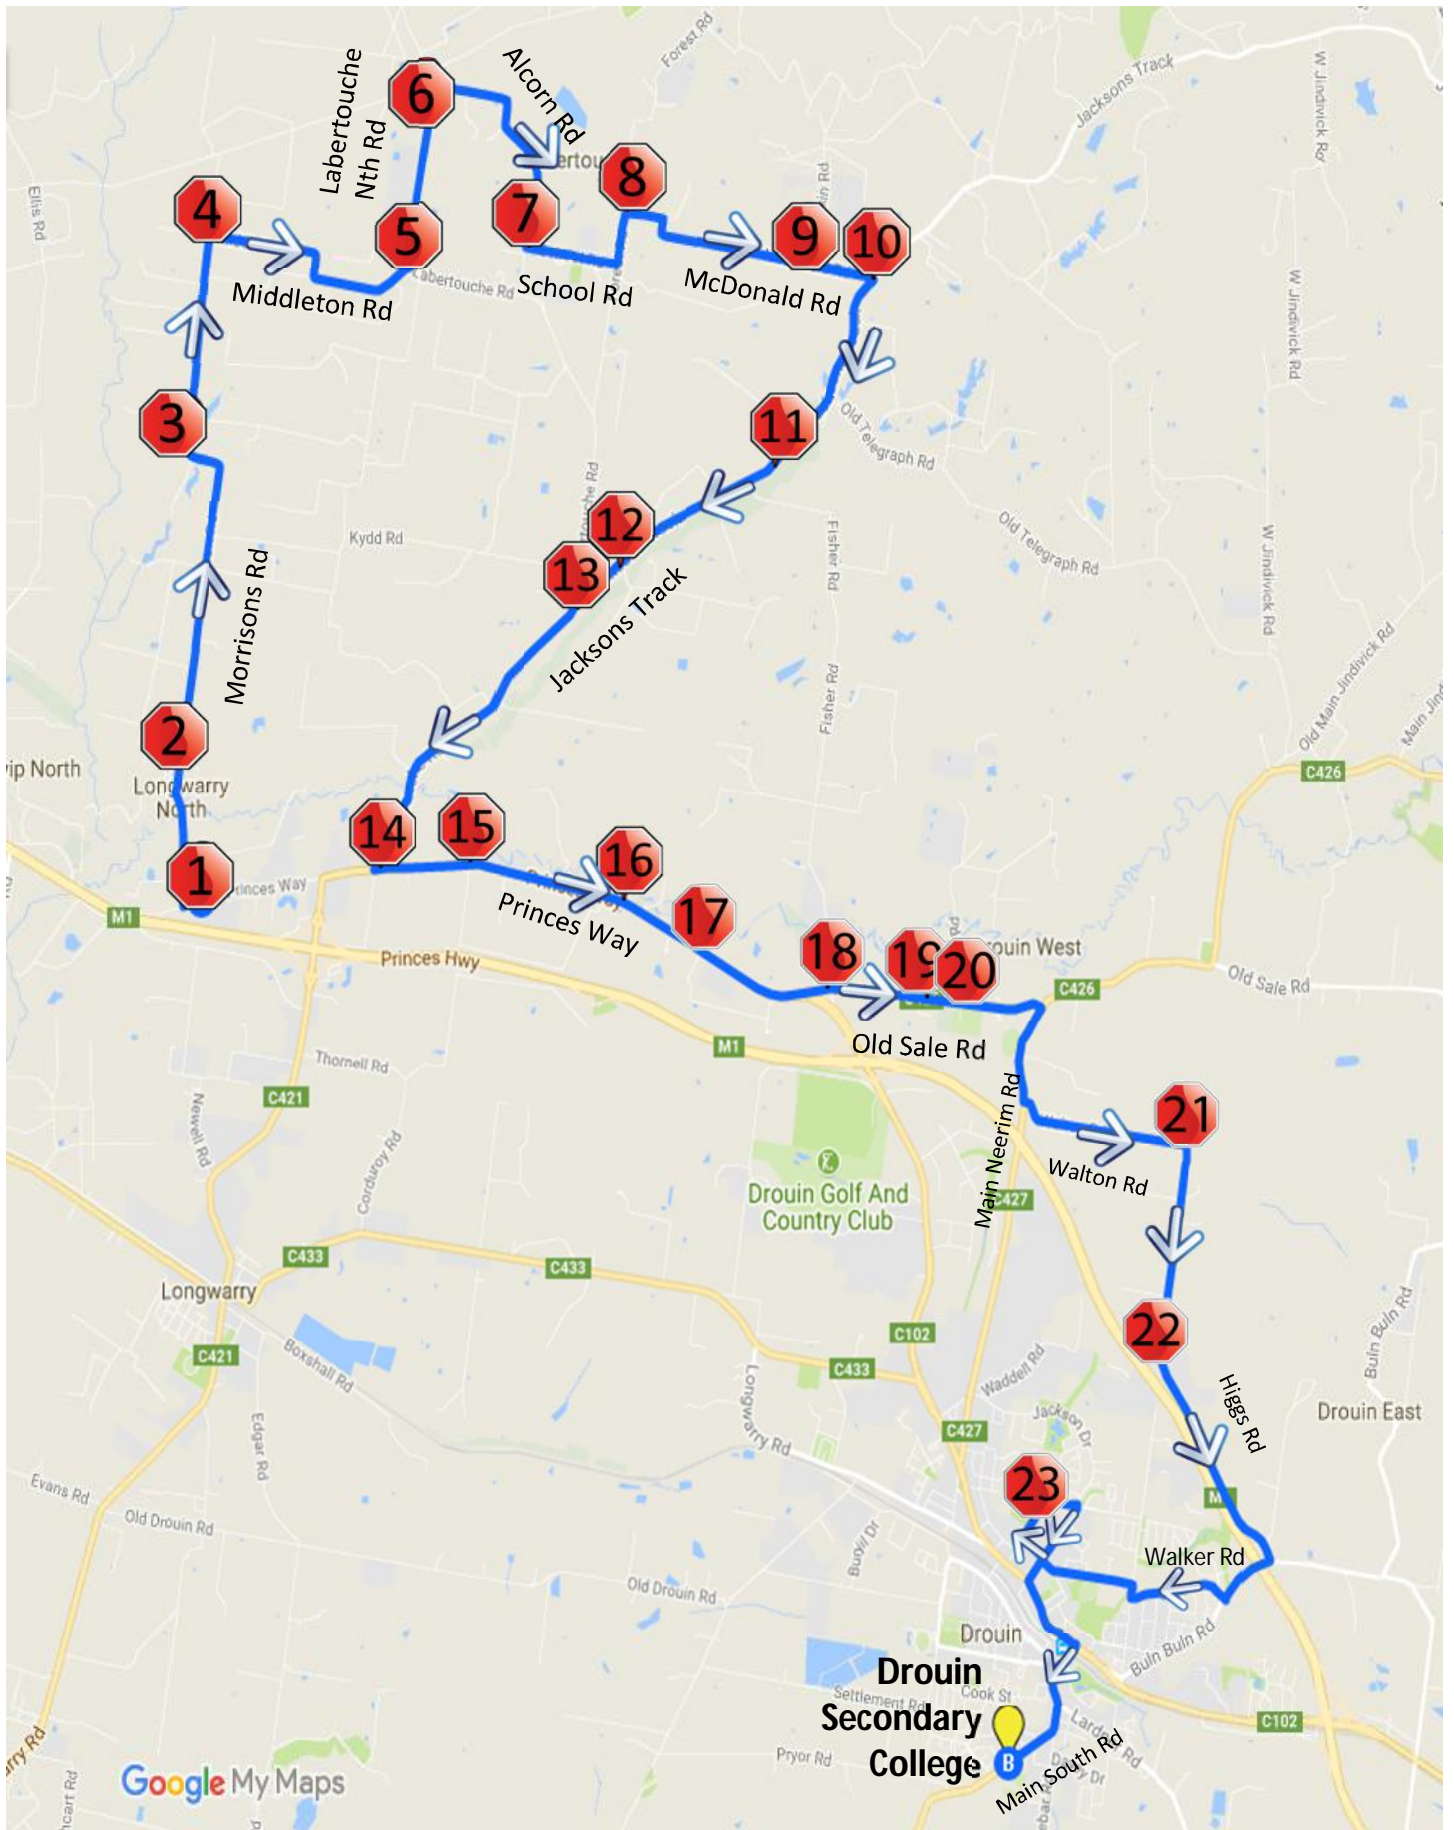 Forest Rd
Jacksons Track
W Jindivick Rd
Labertouche
Nth Rd
Alcorn Rd
6
8
4
7
5
9
10
Ellis Rd
Labertouche Rd
School Rd
McDonald Rd
Middleton Rd
W Jindivick Rd
3
11
Old Telegraph Rd
12
13
Kydd Rd
Fisher Rd
Old Telegraph Rd
W Jindivick Rd
Morrisons Rd
Jacksons Track
Fisher Rd
Old Main Jindivick Rd
2
C426
Longwarry
North
14
15
16
1
Princes Way
M1
Princes Way
17
18
19
20
Princes Hwy
C426
Old Sale Rd
M1
Old Sale Rd
Thornell Rd
C421
Newell Rd
Corduroy Rd
Main Neerim Rd
21
Walton Rd
Drouin Golf And
Country Club
C427
C433
C433
Longwarry
C421
Boxshall Rd
C102
C433
22
Waddell Rd
Buln Buln Rd
Higgs Rd
Drouin East
Longwarry Rd
Jackson Dr
C427
Edgar Rd
Evans Rd
Old Drouin Rd
23
Walker Rd
Old Drouin Rd
Drouin
Buln Buln Rd
Drouin
Secondary
College
Cook St
Settlement Rd
B
C102
Main South Rd
Pryor Rd
Google My Maps